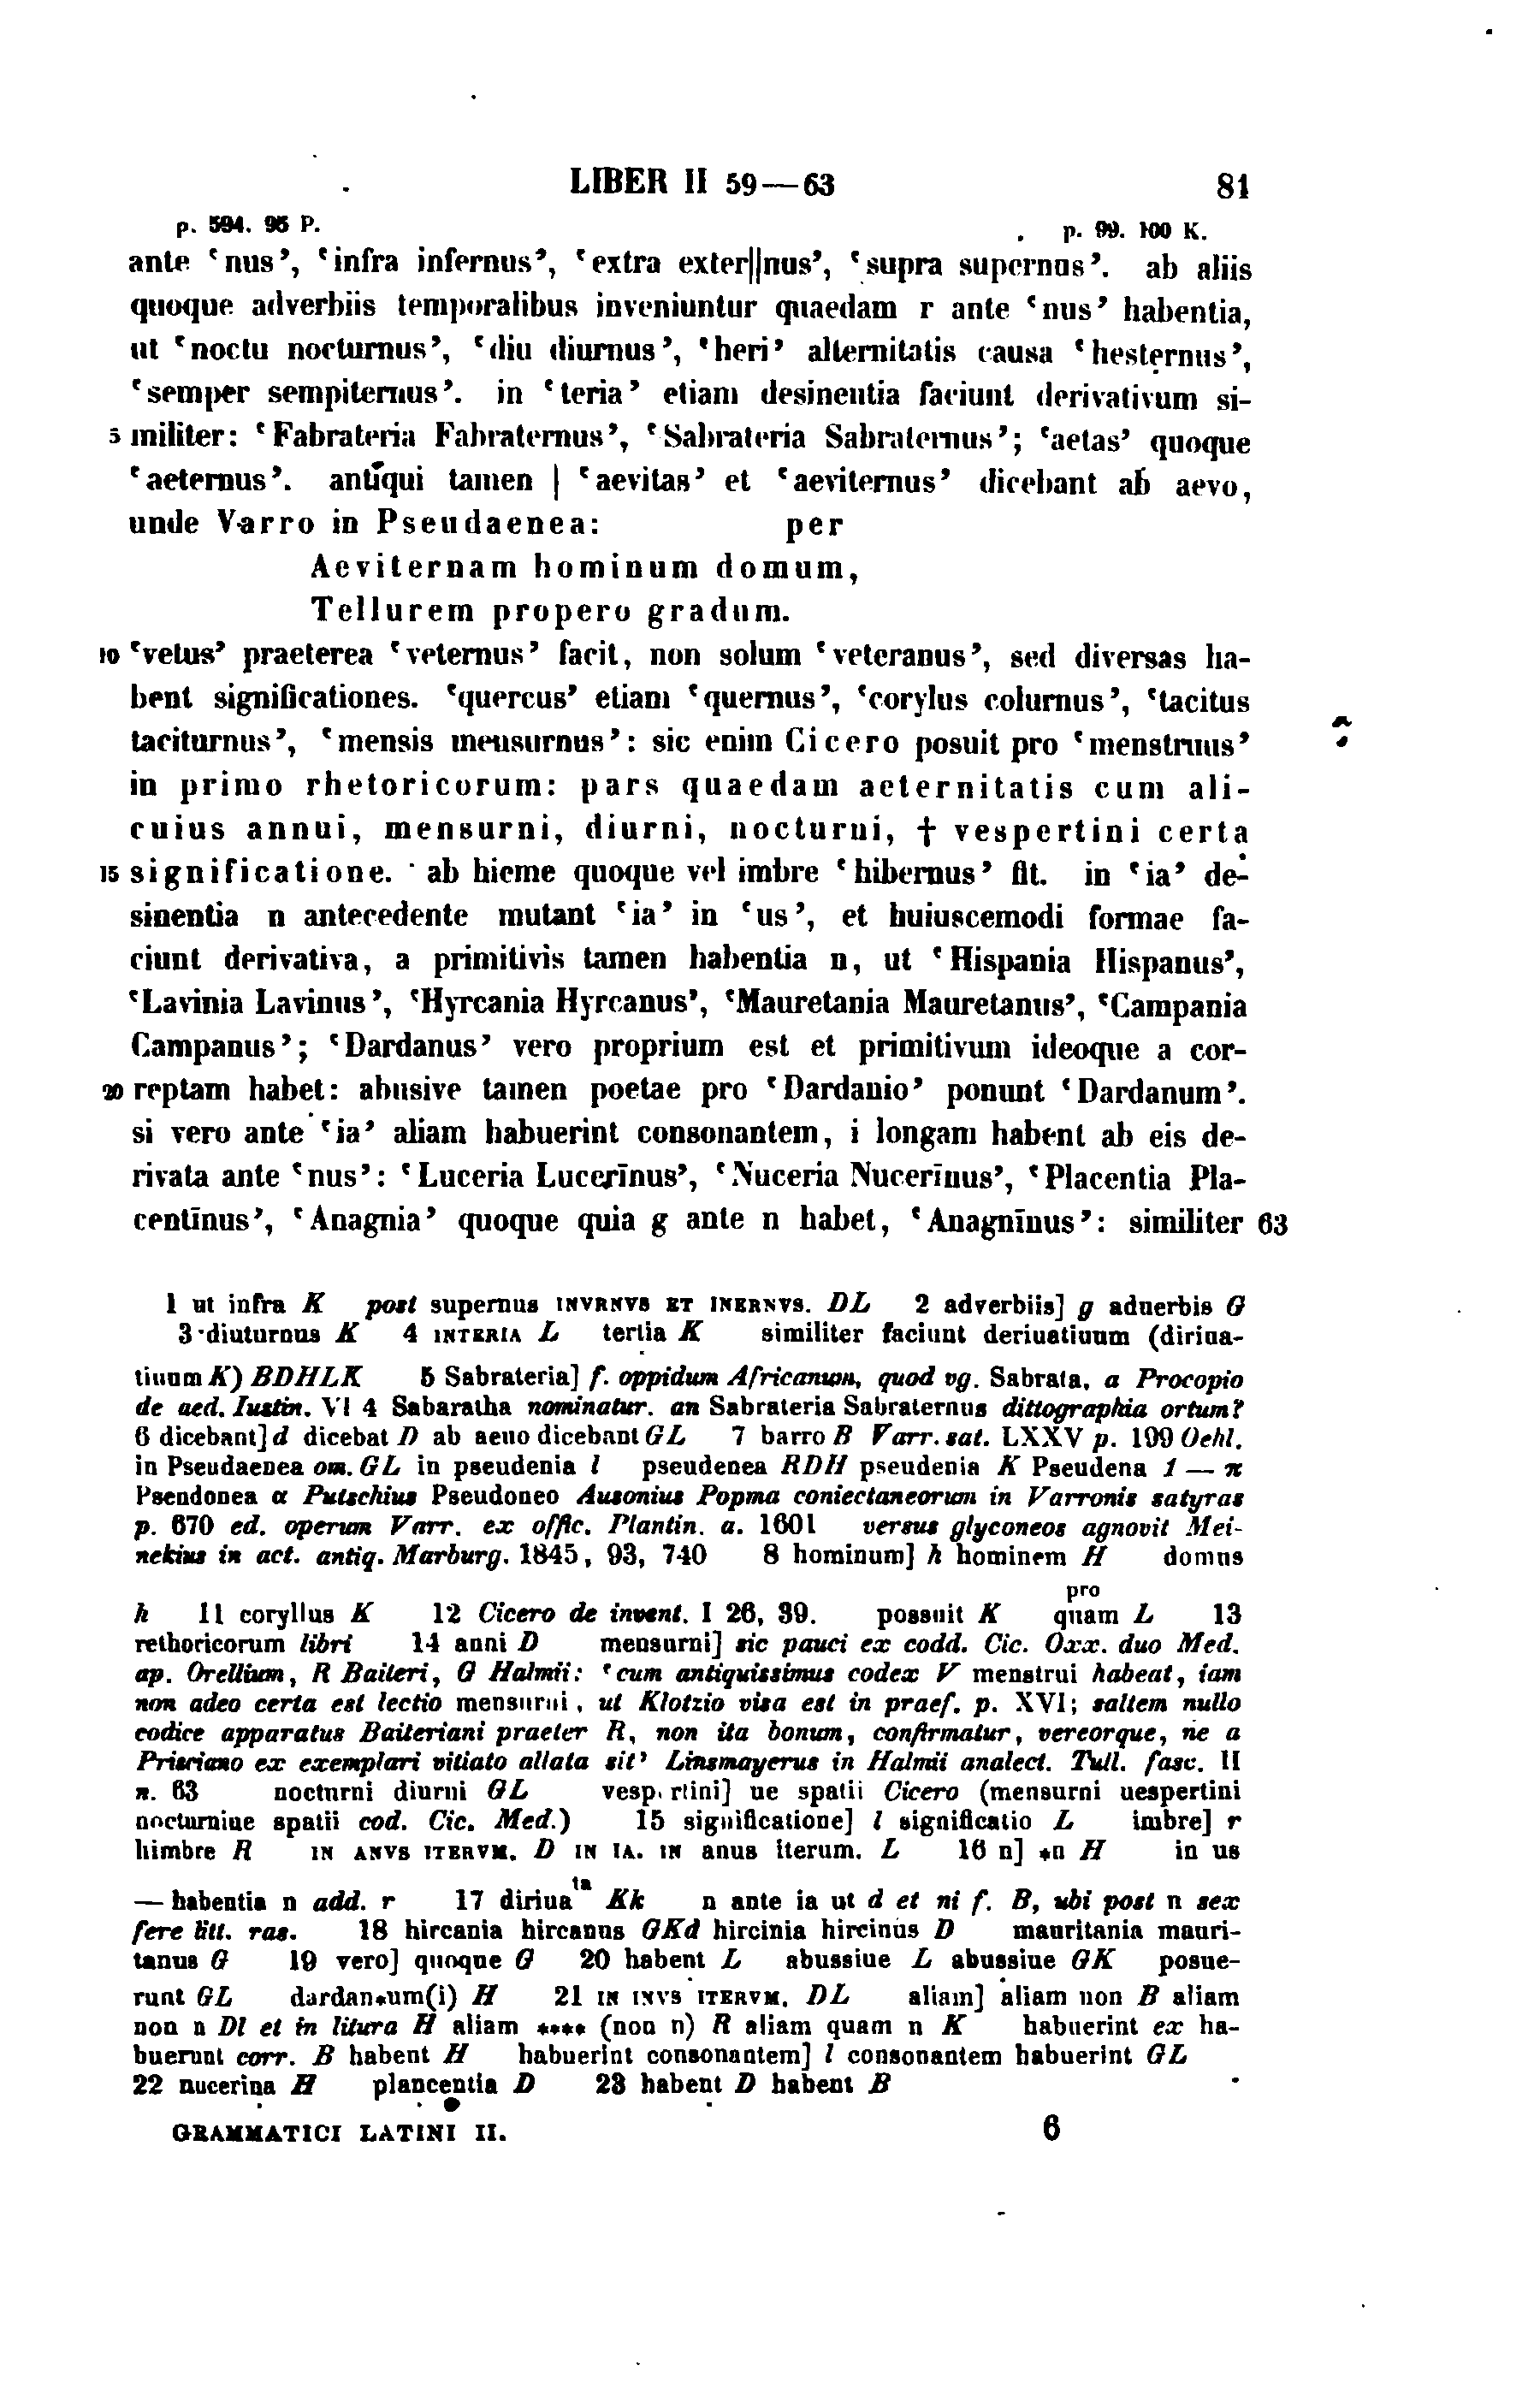 LIBER II 59—63 81
p. 594. 95 P. p. 99. 100 K.
ante ‘nus’, ‘infra infernus’, ‘extra exter||nus’, ‘supra supernus’. ab aliis
quoque adverbiis temporalibus inveniuntur quaedam r ante ‘nus’ habentia,
ut ‘noctu nocturnus’, ‘diu diurnus’, ‘heri’ alternitatis causa ‘hesternus’,
‘semper sempiternus’. in ‘teria’ etiam desinentia faciunt derivativum si-
5 militer: ‘Fabrateria Fabraternus’, ‘Sabrateria Sabraternus’; ‘aetas’ quoque
‘aeternus’. antiqui tamen | ‘aevitas’ et ‘aeviternus’ dicebant ab aevo,
unde Varro in Pseudaenea: per
Aeviternam hominum domum,
Tellurem propero gradum.
10 ‘vetus’ praeterea ‘veternus’ facit, non solum ‘veteranus’, sed diversas ha-
bent significationes. ‘quercus’ etiam ‘quernus’, ‘corylus colurnus’, ‘tacitus
taciturnus’, ‘mensis mensurnus’: sic enim Cicero posuit pro ‘menstruus’
in primo rhetoricorum: pars quaedam aeternitatis cum ali-
cuius annui, mensurni, diurni, nocturni, † vespertini certa
15 significatione. ab hieme quoque vel imbre ‘hibernus’ fit. in ‘ia’ de-
sinentia n antecedente mutant ‘ia’ in ‘us’, et huiuscemodi formae fa-
ciunt derivativa, a primitivis tamen habentia n, ut ‘Hispania Hispanus’,
‘Lavinia Lavinus’, ‘Hyrcania Hyrcanus’, ‘Mauretania Mauretanus’, ‘Campania
Campanus’; ‘Dardanus’ vero proprium est et primitivum ideoque a cor-
20 reptam habet: abusive tamen poetae pro ‘Dardanio’ ponunt ‘Dardanum’.
si vero ante ‘ia’ aliam habuerint consonantem, i longam habent ab eis de-
rivata ante ‘nus’: ‘Luceria Lucerīnus’, ‘Nuceria Nucerīnus’, ‘Placentia Pla-
centīnus’, ‘Anagnia’ quoque quia g ante n habet, ‘Anagnīnus’: similiter 63
1 ut infra K post supernus INVRNVS ET INERNVS. DL 2 adverbiis] g aduerbis G
3 diuturnus K 4 INTERIA L tertia K similiter faciunt deriuatiuum (diriua-
tiuum K) BDHLK 5 Sabrateria] f. oppidum Africanum, quod vg. Sabrata, a Procopio
de aed. Iustin. VI 4 Sabaratha nominatur. an Sabrateria Sabraternus dittographia ortum?
6 dicebant] d dicebat D ab aeuo dicebant GL 7 barro B Varr. sat. LXXV p. 199 Oehl.
in Pseudaenea om. GL in pseudenia l pseudenea RDH pseudenia K Pseudena 1 — π
Pseudonea α Putschius Pseudoneo Ausonius Popma coniectaneorum in Varronis satyras
p. 670 ed. operum Varr. ex offic. Plantin. a. 1601 versus glyconeos agnovit Mei-
nekius in act. antiq. Marburg. 1845, 93, 740 8 hominum] h hominem H domus
pro
h 11 coryllus K 12 Cicero de invent. I 26, 39. possuit K quam L 13
rethoricorum libri 14 anni D mensurni] sic pauci ex codd. Cic. Oxx. duo Med.
ap. Orellium, R Baiteri, G Halmii: ‘cum antiquissimus codex V menstrui habeat, iam
non adeo certa est lectio mensurni, ut Klotzio visa est in praef. p. XVI; saltem nullo
codice apparatus Baiteriani praeter R, non ita bonum, confirmatur, vereorque, ne a
Prisciano ex exemplari vitiato allata sit’ Linsmayerus in Halmii analect. Tull. fasc. II
n. 63 nocturni diurni GL vespertini] ue spatii Cicero (mensurni uespertini
nocturniue spatii cod. Cic. Med.) 15 significatione] l significatio L imbre] r
himbre R IN ANVS ITERVM. D IN IA. IN anus iterum. L 16 n] *n H in us
ta
— habentia n add. r 17 diriua Kk n ante ia ut d et ni f. B, ubi post n sex
fere litt. ras. 18 hircania hircanus GKd hircinia hircinus D mauritania mauri-
tanus G 19 vero] quoque G 20 habent L abussiue L abussiue GK posue-
runt GL dardan*um(i) H 21 IN INVS ITERVM. DL aliam] aliam non B aliam
non n Dl et in litura H aliam **** (non n) R aliam quam n K habuerint ex ha-
buerunt corr. B habent H habuerint consonantem] l consonantem habuerint GL
22 nucerina H plancentia D 23 habent D habent B
GRAMMATICI LATINI II. 6